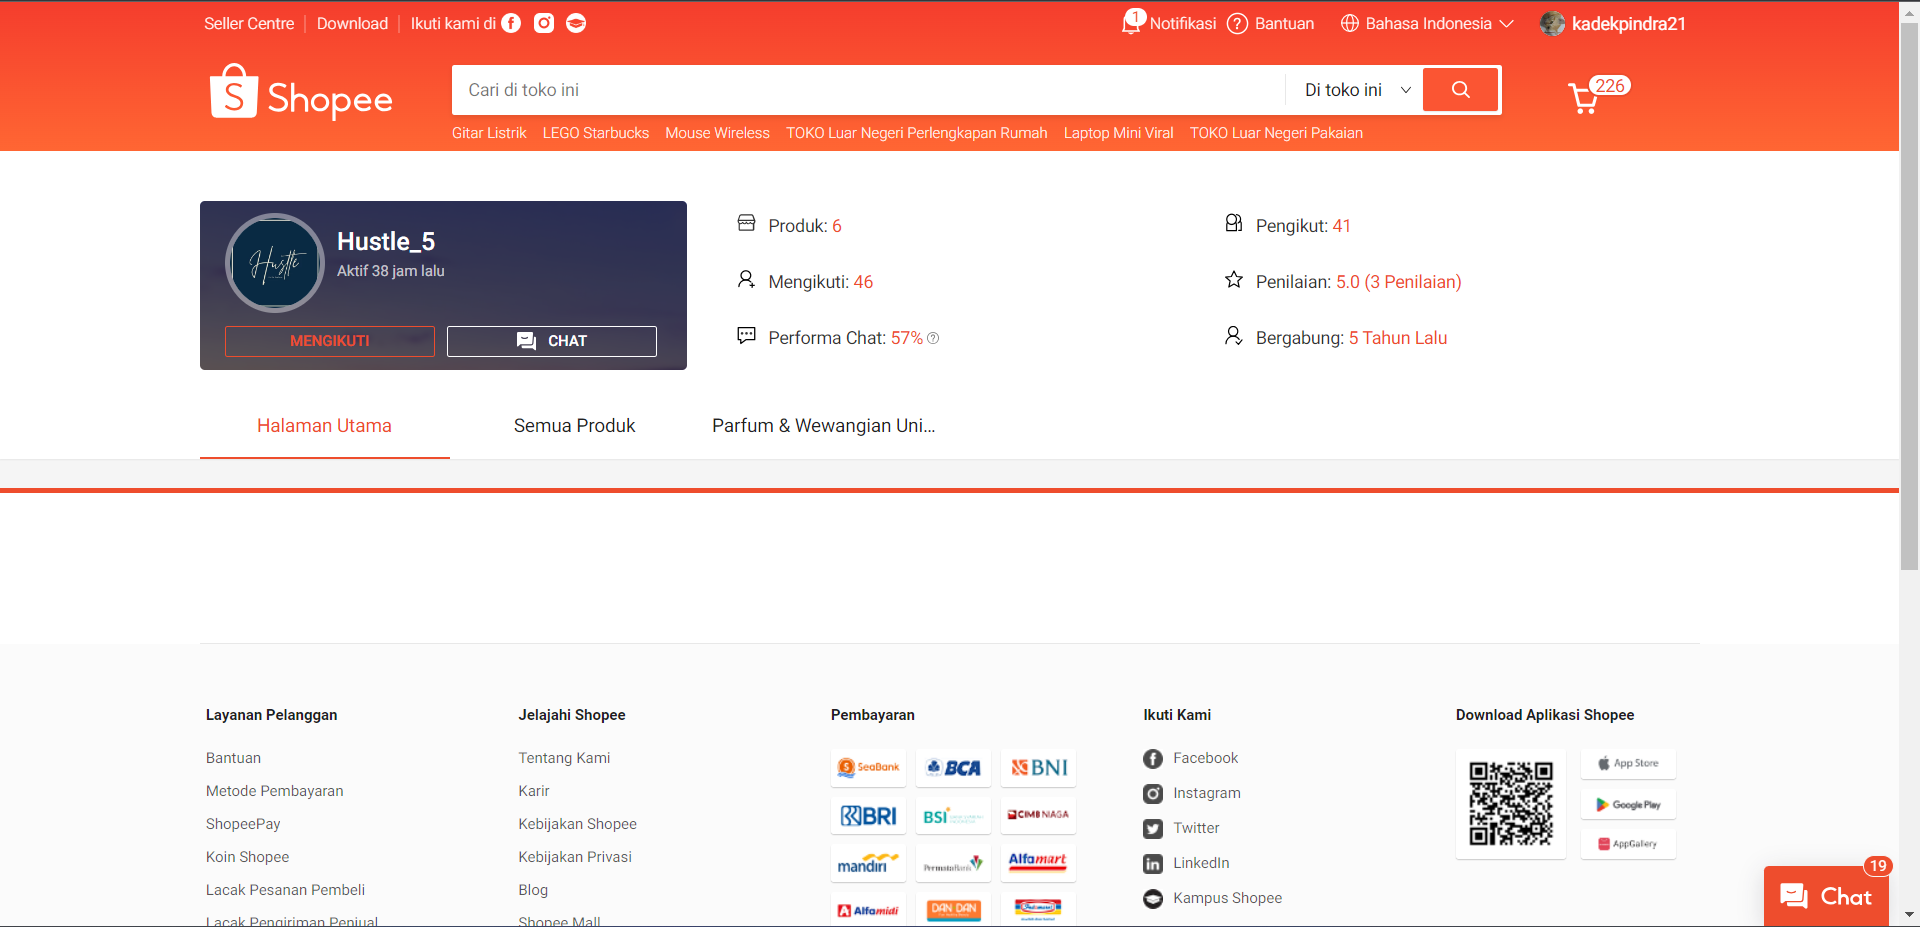 Seller Centre Download Ikuti kami di
1 Notifikasi Bantuan Bahasa Indonesia kadekpindra21
Shopee
Cari di toko ini Di toko ini
226
Gitar Listrik LEGO Starbucks Mouse Wireless TOKO Luar Negeri Perlengkapan Rumah Laptop Mini Viral TOKO Luar Negeri Pakaian
Hustle
Hustle_5
Aktif 38 jam lalu
MENGIKUTI CHAT
Produk: 6
Pengikut: 41
Mengikuti: 46
Penilaian: 5.0 (3 Penilaian)
Performa Chat: 57%
Bergabung: 5 Tahun Lalu
Halaman Utama Semua Produk Parfum & Wewangian Uni...
Layanan Pelanggan
Bantuan
Metode Pembayaran
ShopeePay
Koin Shopee
Lacak Pesanan Pembeli
Lacak Pengiriman Penjual
Jelajahi Shopee
Tentang Kami
Karir
Kebijakan Shopee
Kebijakan Privasi
Blog
Shopee Mall
Pembayaran
SeaBank BCA BNI
BRI BSI CIMB NIAGA
mandiri PermataBank Alfamart
Alfamidi DAN DAN Indomaret
Ikuti Kami
Facebook
Instagram
Twitter
LinkedIn
Kampus Shopee
Download Aplikasi Shopee
App Store
Google Play
AppGallery
19
Chat